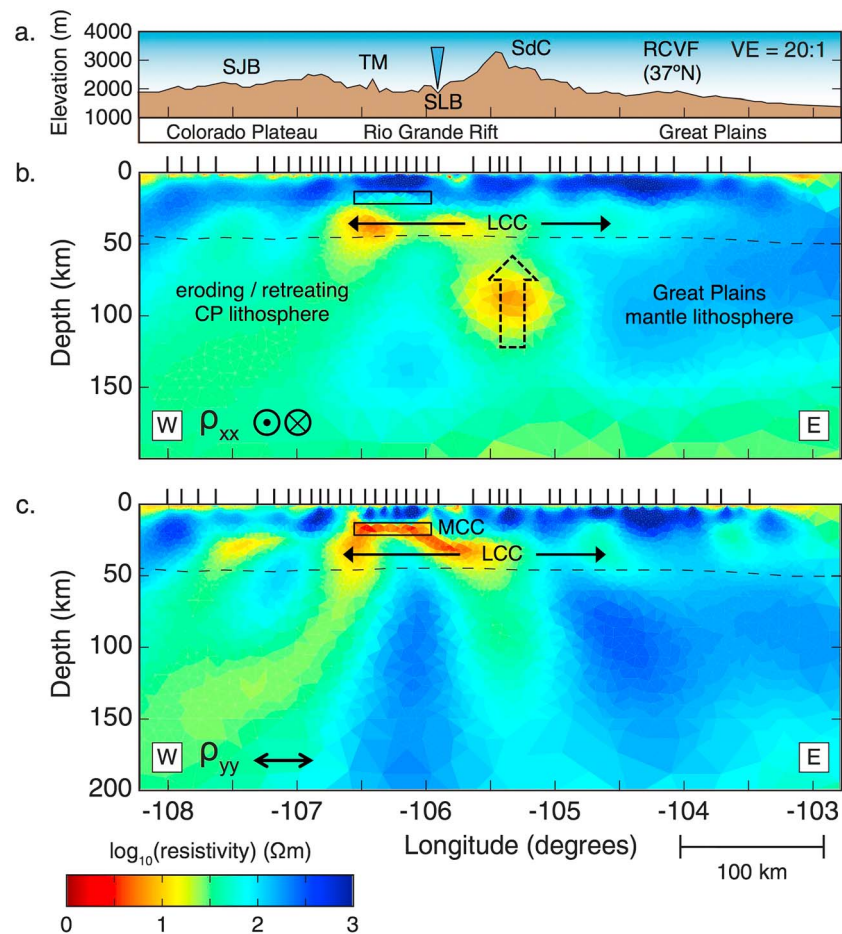 a.
Elevation (m)
4000
3000
2000
1000
SJB
TM
SdC
SLB
RCVF
(37ºN)
VE = 20:1
Colorado Plateau
Rio Grande Rift
Great Plains
b.
Depth (km)
0
50
100
150
LCC
eroding / retreating
CP lithosphere
Great Plains
mantle lithosphere
W
ρxx
E
c.
Depth (km)
0
50
100
150
200
MCC
LCC
W
ρyy
E
-108
-107
-106
-105
-104
-103
Longitude (degrees)
100 km
log10(resistivity) (Ωm)
0
1
2
3